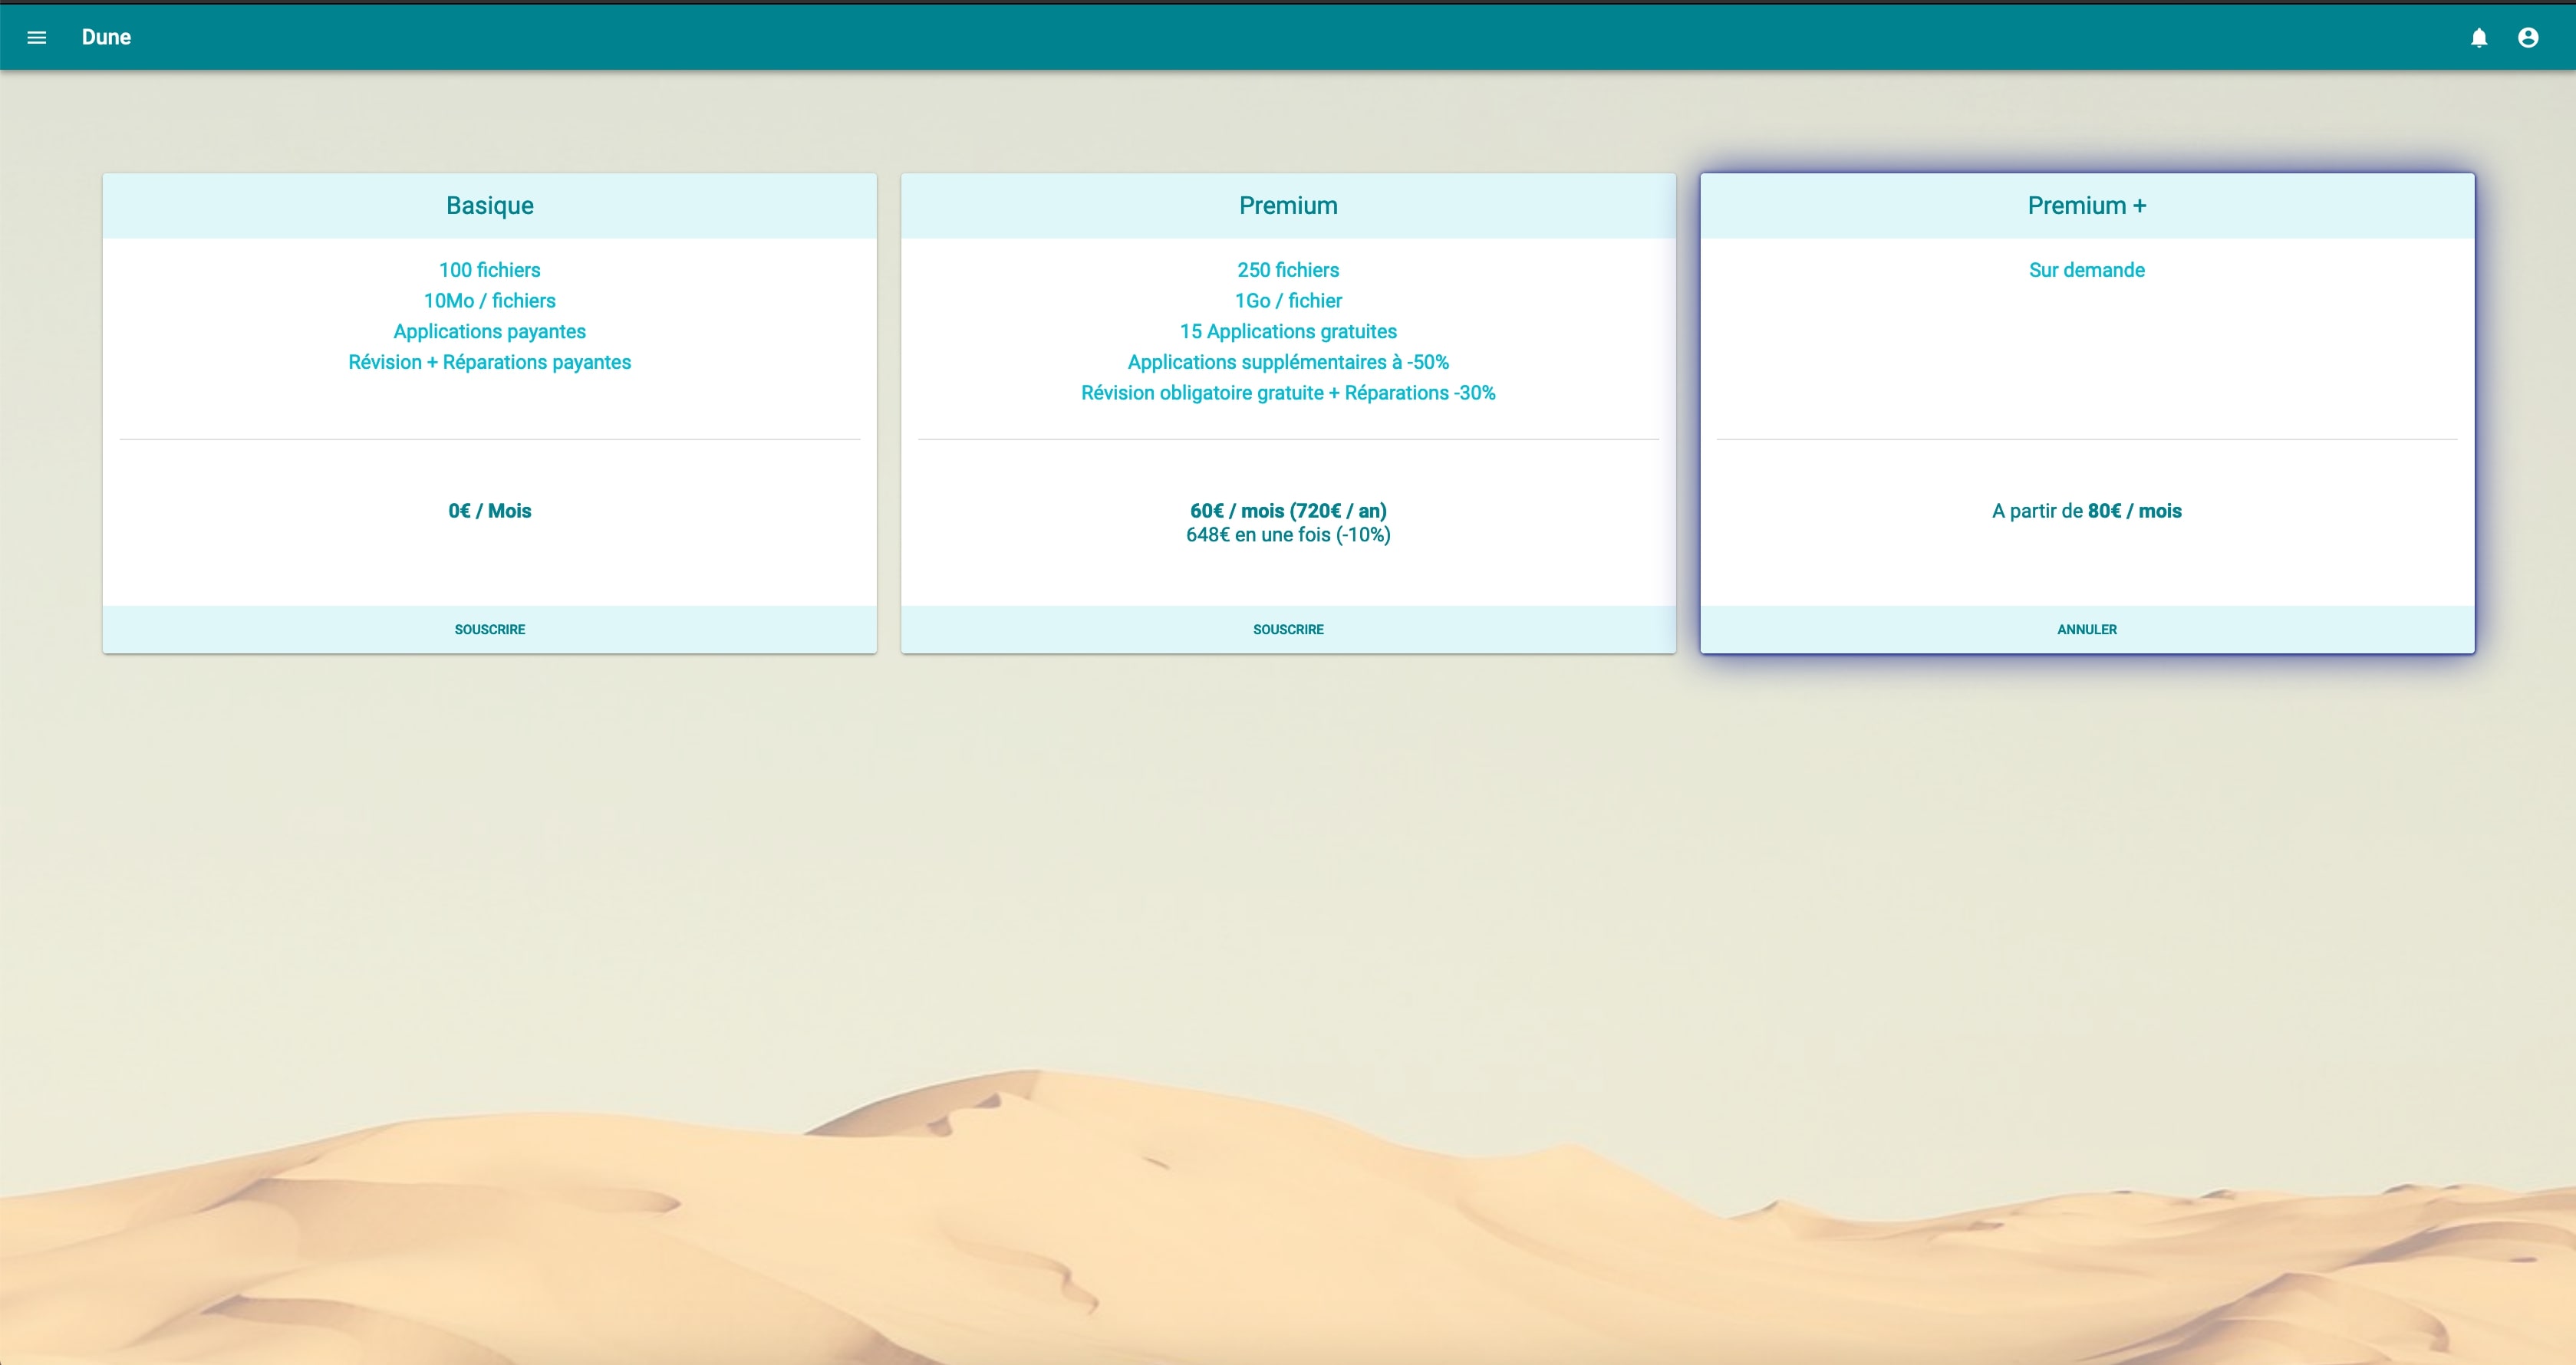 Dune
Basique
100 fichiers
10Mo / fichiers
Applications payantes
Révision + Réparations payantes
0€ / Mois
SOUSCRIRE
Premium
250 fichiers
1Go / fichier
15 Applications gratuites
Applications supplémentaires à -50%
Révision obligatoire gratuite + Réparations -30%
60€ / mois (720€ / an)
648€ en une fois (-10%)
SOUSCRIRE
Premium +
Sur demande
A partir de 80€ / mois
ANNULER